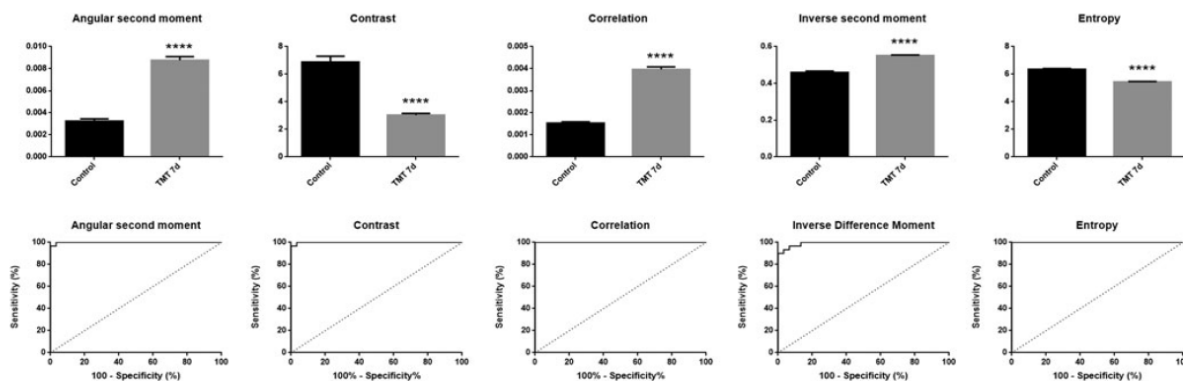 Angular second moment
0.010
0.008
0.006
0.004
0.002
0.000
****
Control
TMT 7d
Contrast
8
6
4
2
0
****
Control
TMT 7d
Correlation
0.005
0.004
0.003
0.002
0.001
0.000
****
Control
TMT 7d
Inverse second moment
0.6
0.4
0.2
0.0
****
Control
TMT 7d
Entropy
8
6
4
2
0
****
Control
TMT 7d
Angular second moment
Sensitivity (%)
100
80
60
40
20
0
0 20 40 60 80 100
100 - Specificity (%)
Contrast
Sensitivity (%)
100
80
60
40
20
0
0 20 40 60 80 100
100% - Specificity%
Correlation
Sensitivity (%)
100
80
60
40
20
0
0 20 40 60 80 100
100% - Specificity%
Inverse Difference Moment
Sensitivity (%)
100
80
60
40
20
0
0 20 40 60 80 100
100 - Specificity (%)
Entropy
Sensitivity (%)
100
80
60
40
20
0
0 20 40 60 80 100
100 - Specificity (%)